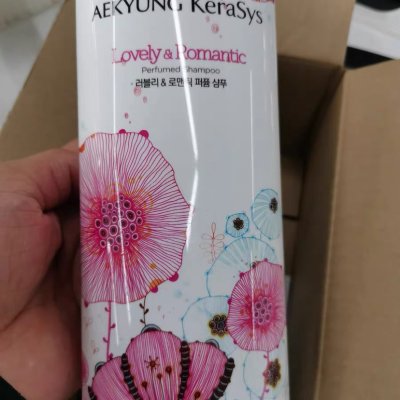 AEKYUNG KeraSys
Lovely & Romantic
Perfumed Shampoo
러블리 & 로맨틱 퍼퓸 샴푸